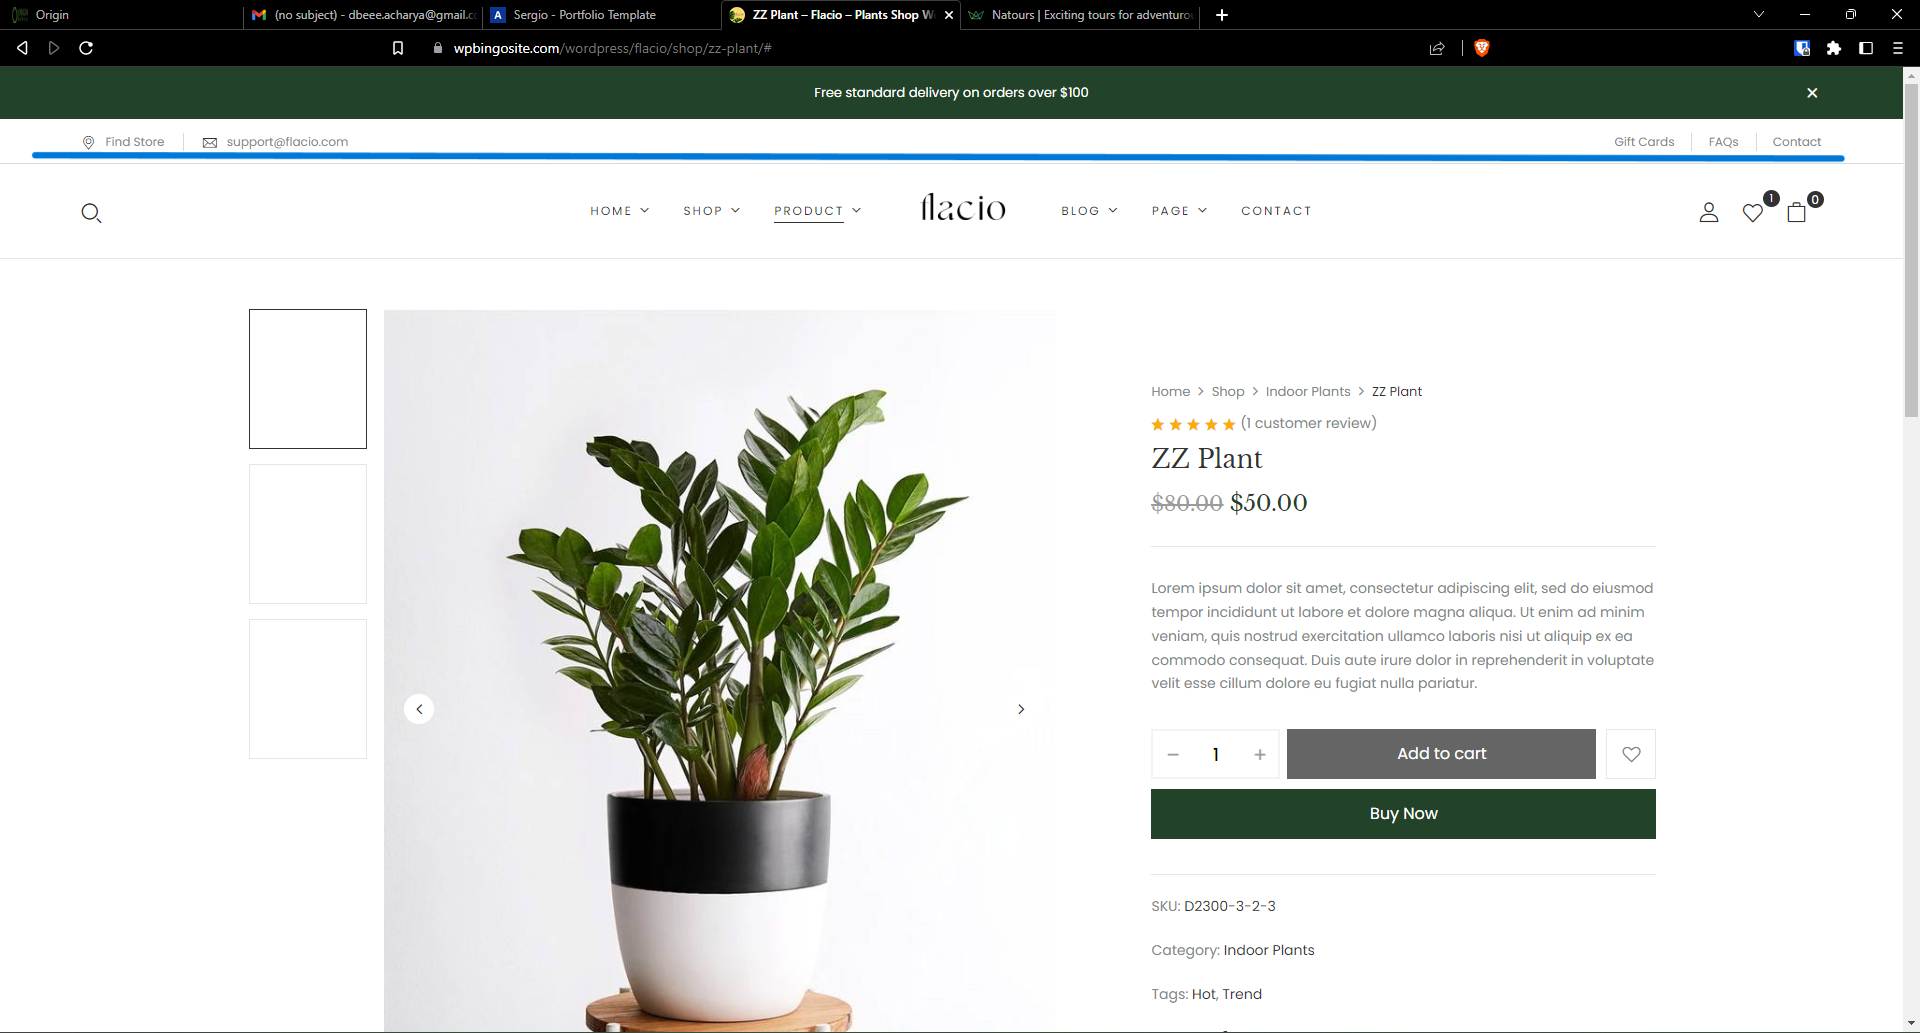 Origin
(no subject) - dbeee.acharya@gmail.co
Sergio - Portfolio Template
ZZ Plant – Flacio – Plants Shop W
Natours | Exciting tours for adventurou
wpbingosite.com/wordpress/flacio/shop/zz-plant/#
Free standard delivery on orders over $100
Find Store
support@flacio.com
Gift Cards
FAQs
Contact
HOME
SHOP
PRODUCT
flacio
BLOG
PAGE
CONTACT
1
0
Home > Shop > Indoor Plants > ZZ Plant
(1 customer review)
ZZ Plant
$80.00 $50.00
Lorem ipsum dolor sit amet, consectetur adipiscing elit, sed do eiusmod
tempor incididunt ut labore et dolore magna aliqua. Ut enim ad minim
veniam, quis nostrud exercitation ullamco laboris nisi ut aliquip ex ea
commodo consequat. Duis aute irure dolor in reprehenderit in voluptate
velit esse cillum dolore eu fugiat nulla pariatur.
− 1 +
Add to cart
Buy Now
SKU: D2300-3-2-3
Category: Indoor Plants
Tags: Hot, Trend